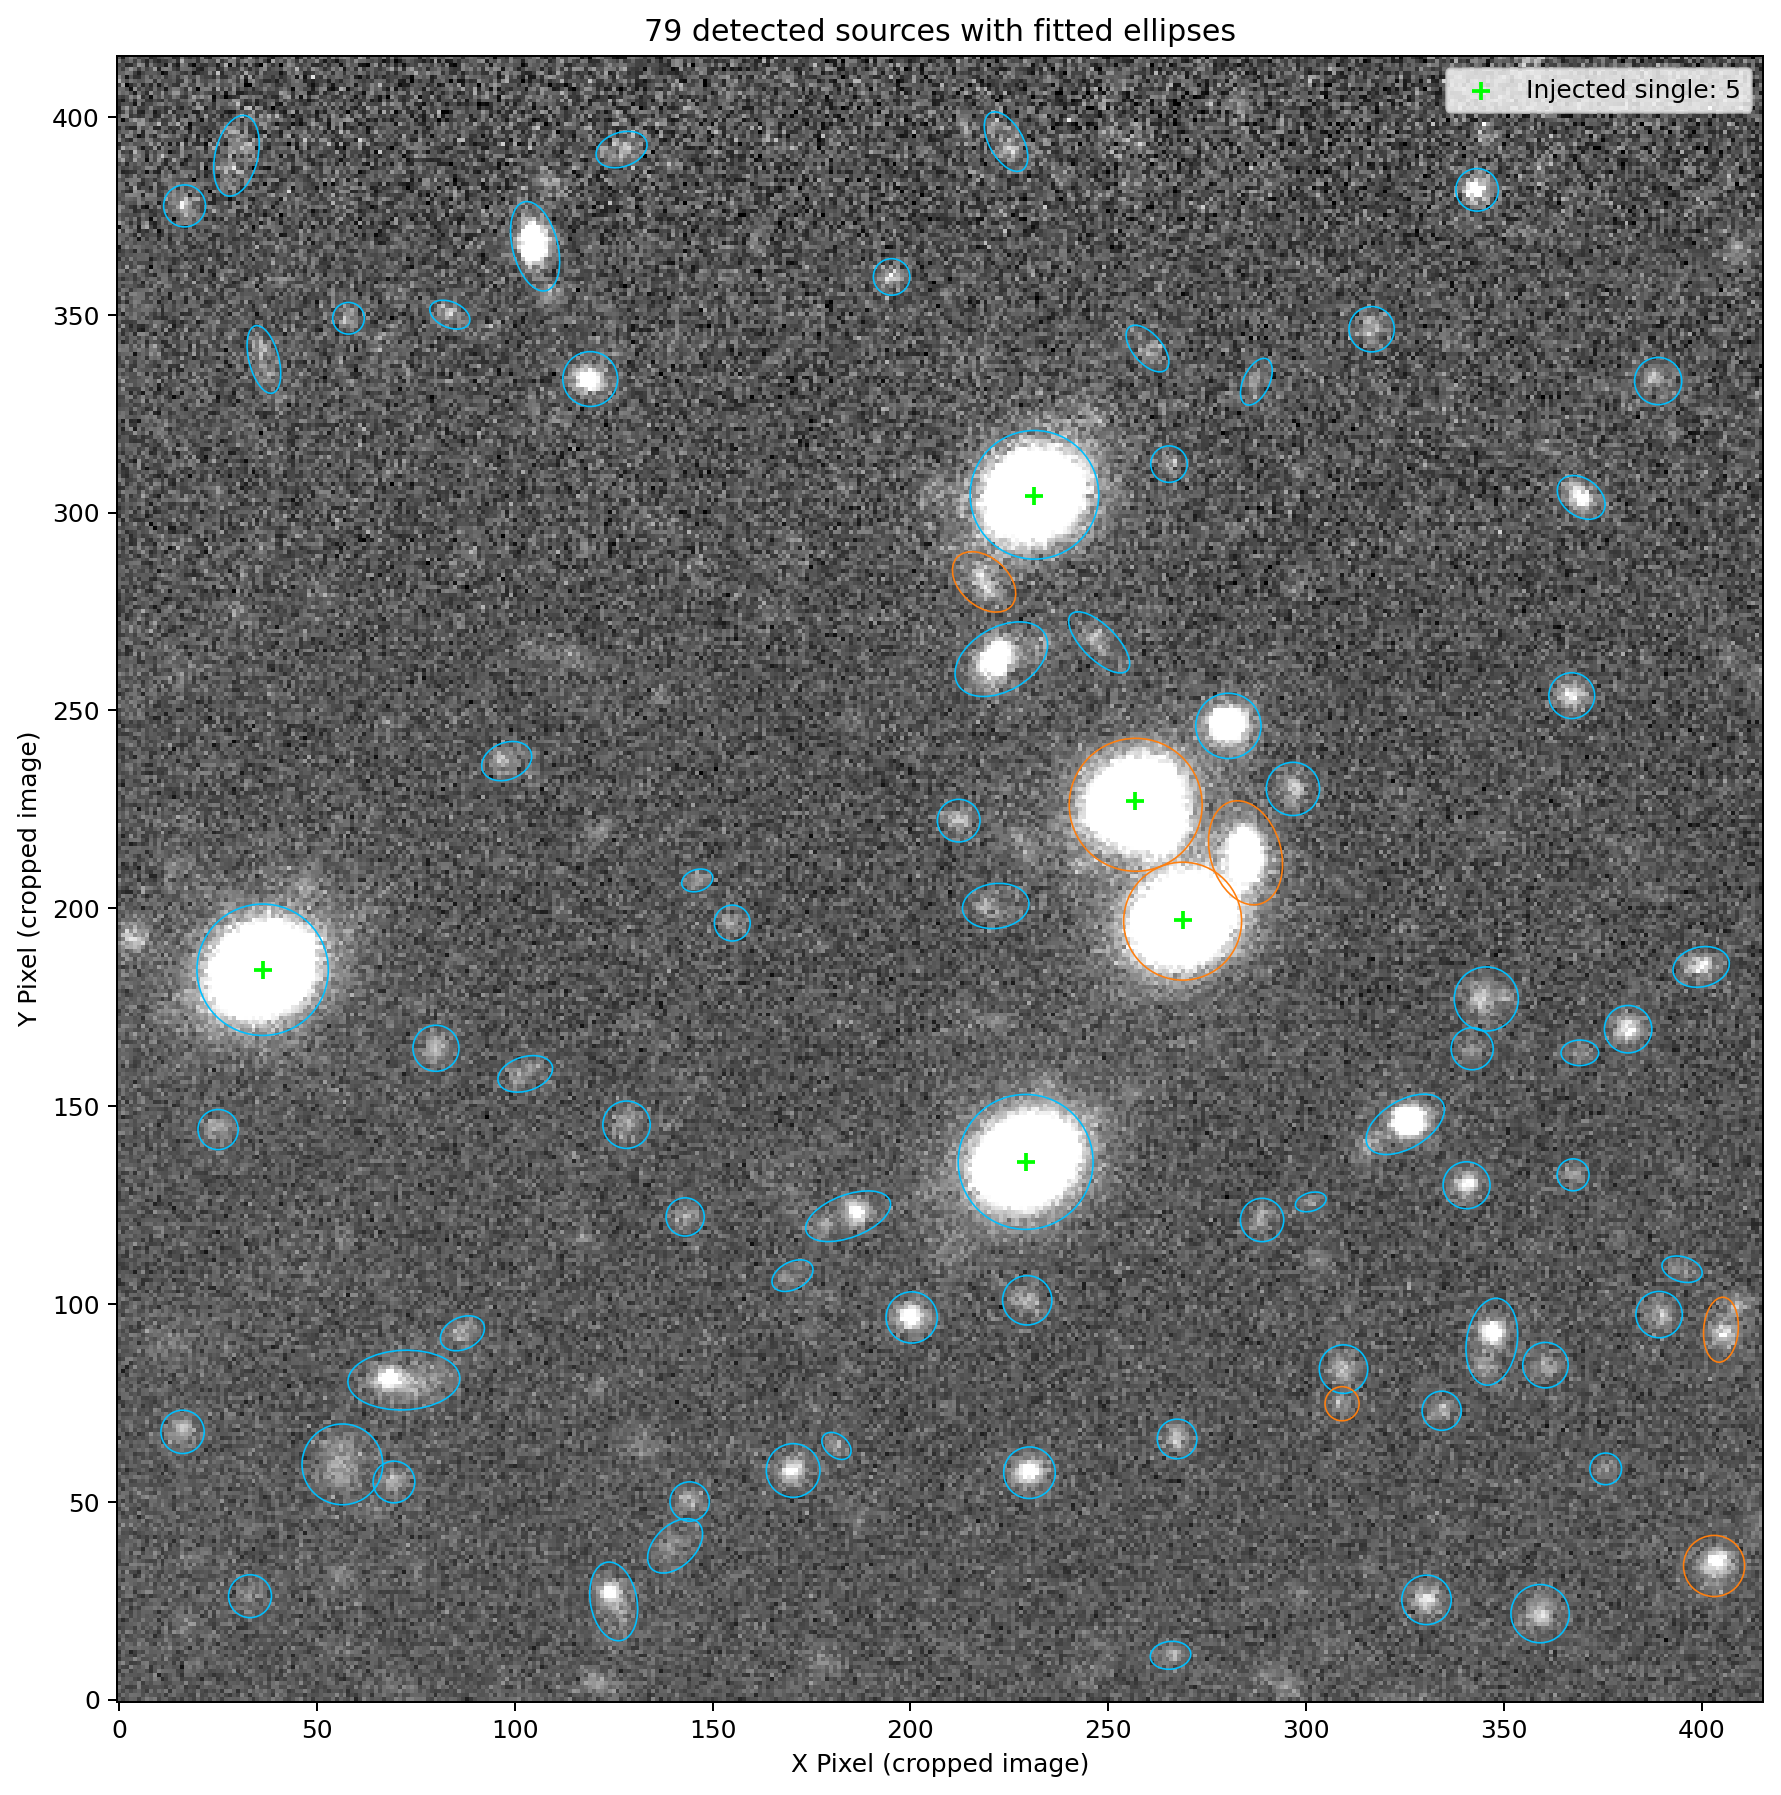 79 detected sources with fitted ellipses
Injected single: 5
400
350
300
250
200
150
100
50
0
Y Pixel (cropped image)
0 50 100 150 200 250 300 350 400
X Pixel (cropped image)